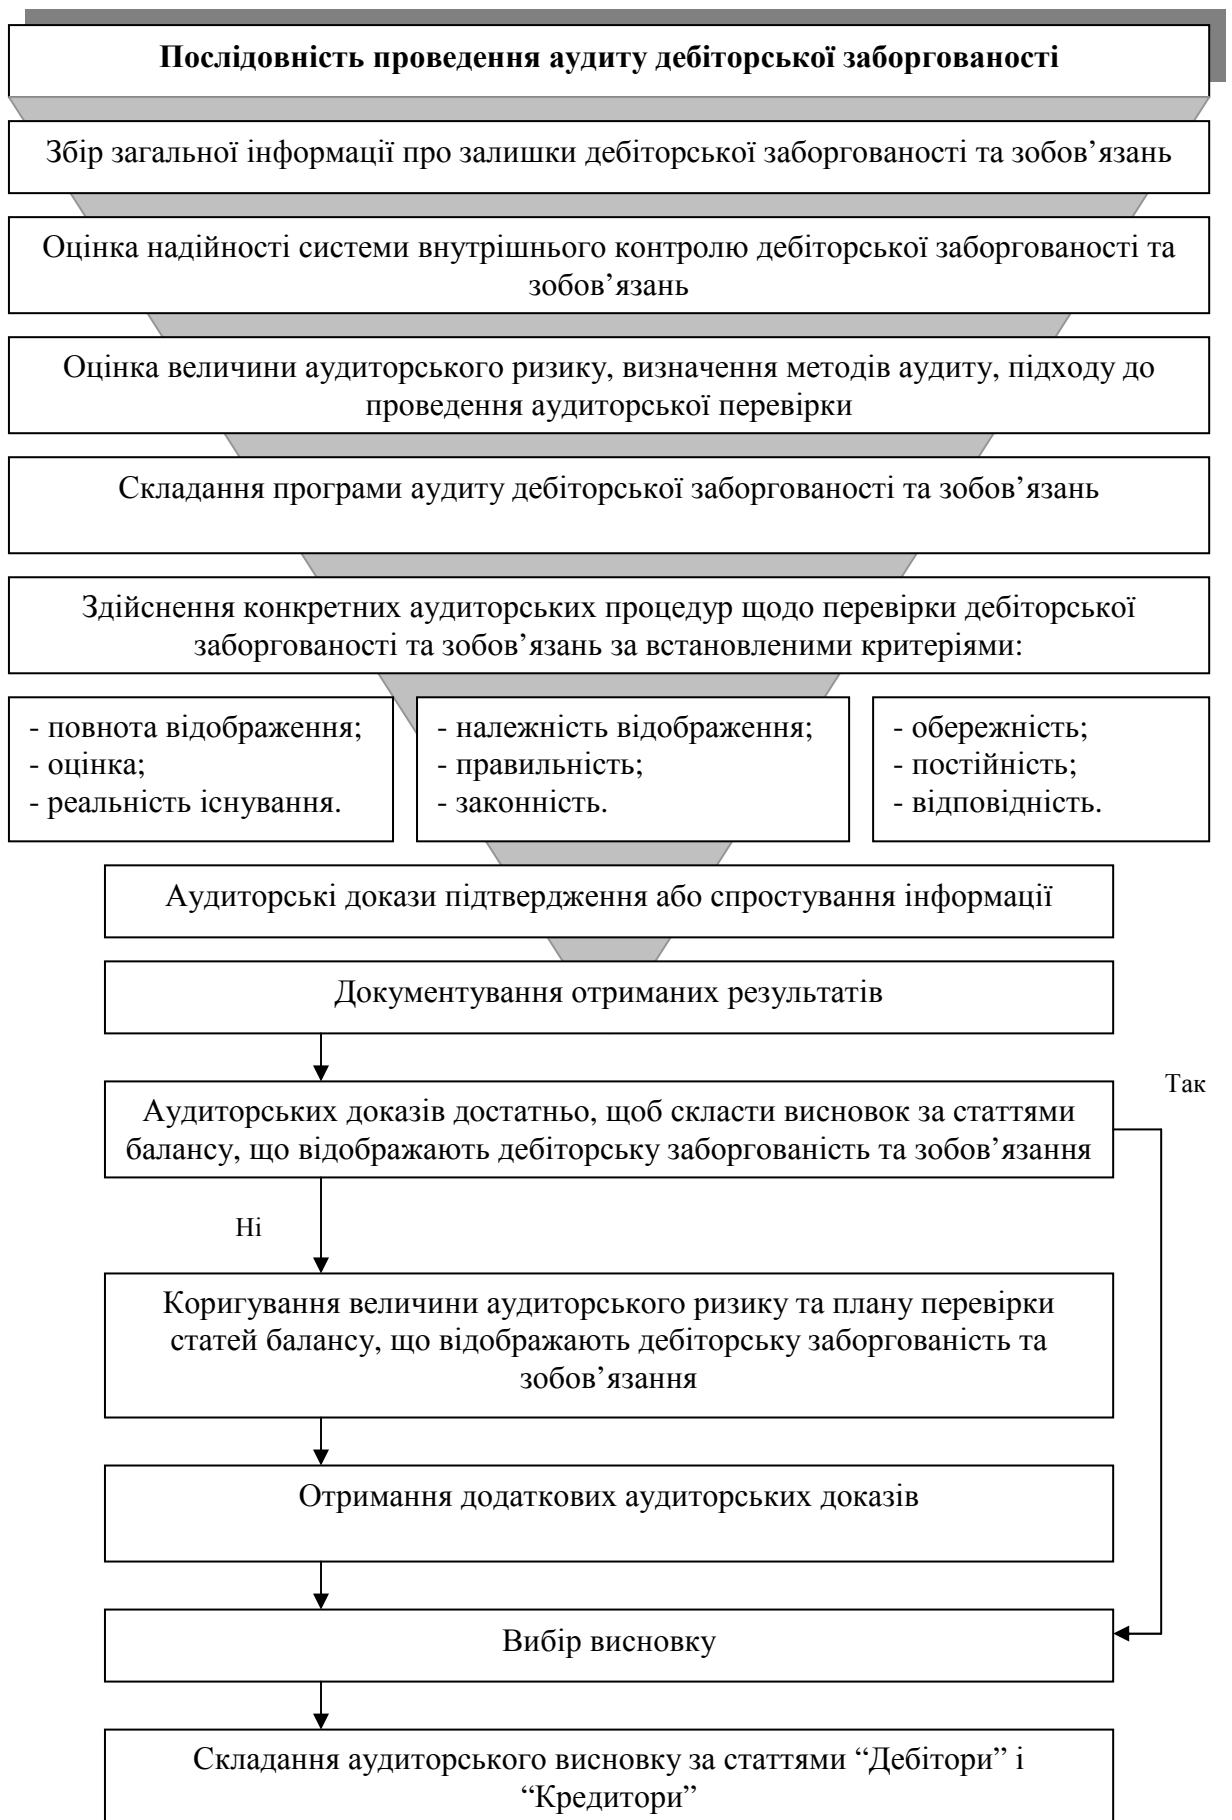 Послідовність проведення аудиту дебіторської заборгованості
Збір загальної інформації про залишки дебіторської заборгованості та зобов’язань
Оцінка надійності системи внутрішнього контролю дебіторської заборгованості та
зобов’язань
Оцінка величини аудиторського ризику, визначення методів аудиту, підходу до
проведення аудиторської перевірки
Складання програми аудиту дебіторської заборгованості та зобов’язань
Здійснення конкретних аудиторських процедур щодо перевірки дебіторської
заборгованості та зобов’язань за встановленими критеріями:
- повнота відображення;
- оцінка;
- реальність існування.
- належність відображення;
- правильність;
- законність.
- обережність;
- постійність;
- відповідність.
Аудиторські докази підтвердження або спростування інформації
Документування отриманих результатів
Так
Аудиторських доказів достатньо, щоб скласти висновок за статтями
балансу, що відображають дебіторську заборгованість та зобов’язання
Ні
Коригування величини аудиторського ризику та плану перевірки
статей балансу, що відображають дебіторську заборгованість та
зобов’язання
Отримання додаткових аудиторських доказів
Вибір висновку
Складання аудиторського висновку за статтями “Дебітори” і
“Кредитори”